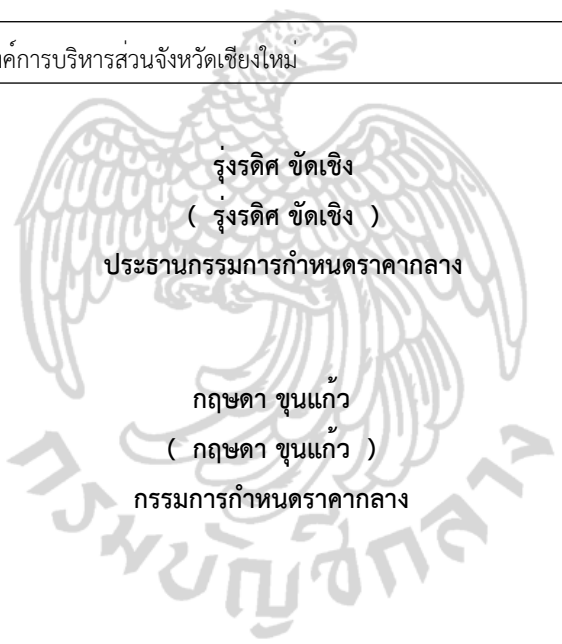 องค์การบริหารส่วนจังหวัดเชียงใหม่
รุ่งรดิศ ขัดเชิง
( รุ่งรดิศ ขัดเชิง )
ประธานกรรมการกำหนดราคากลาง
กฤษดา ขุนแก้ว
( กฤษดา ขุนแก้ว )
กรรมการกำหนดราคากลาง
กรมบัญชีกลาง